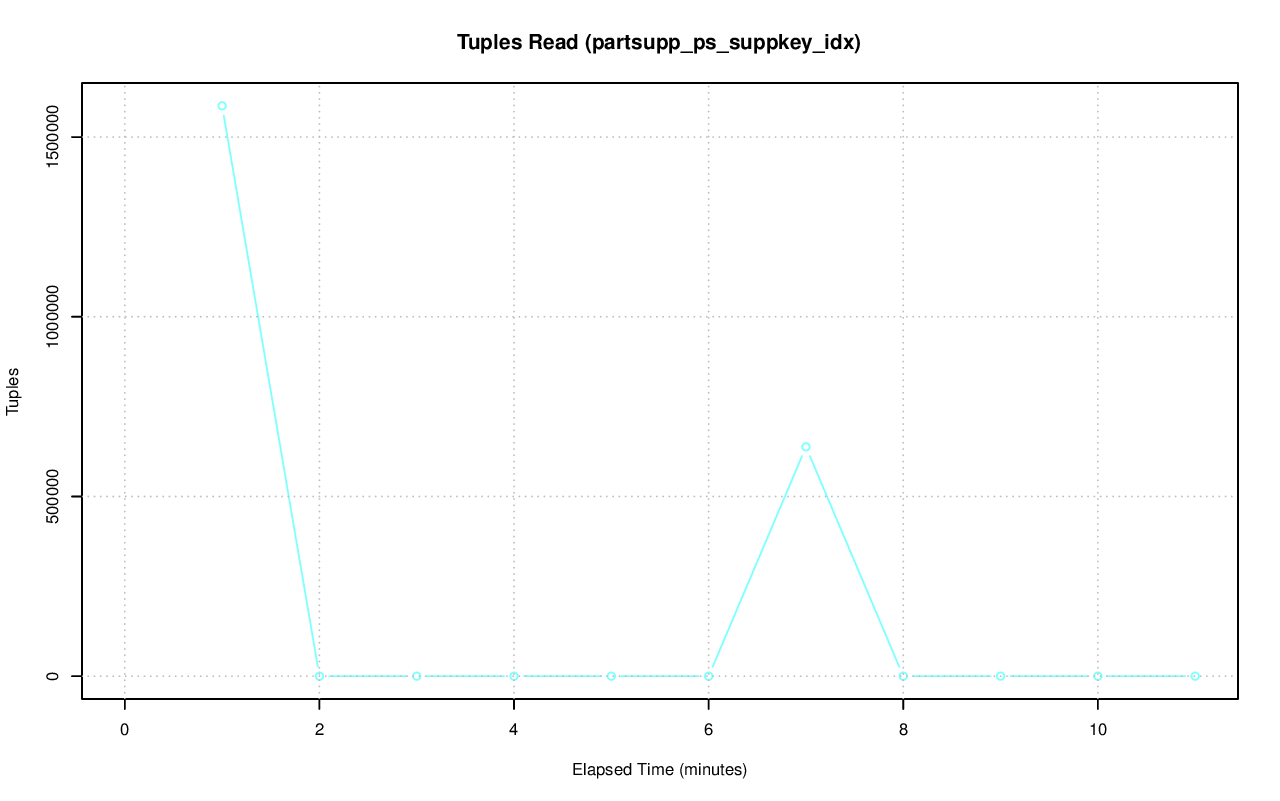 Tuples Read (partsupp_ps_suppkey_idx)
1500000
1000000
500000
0
Tuples
0 2 4 6 8 10
Elapsed Time (minutes)